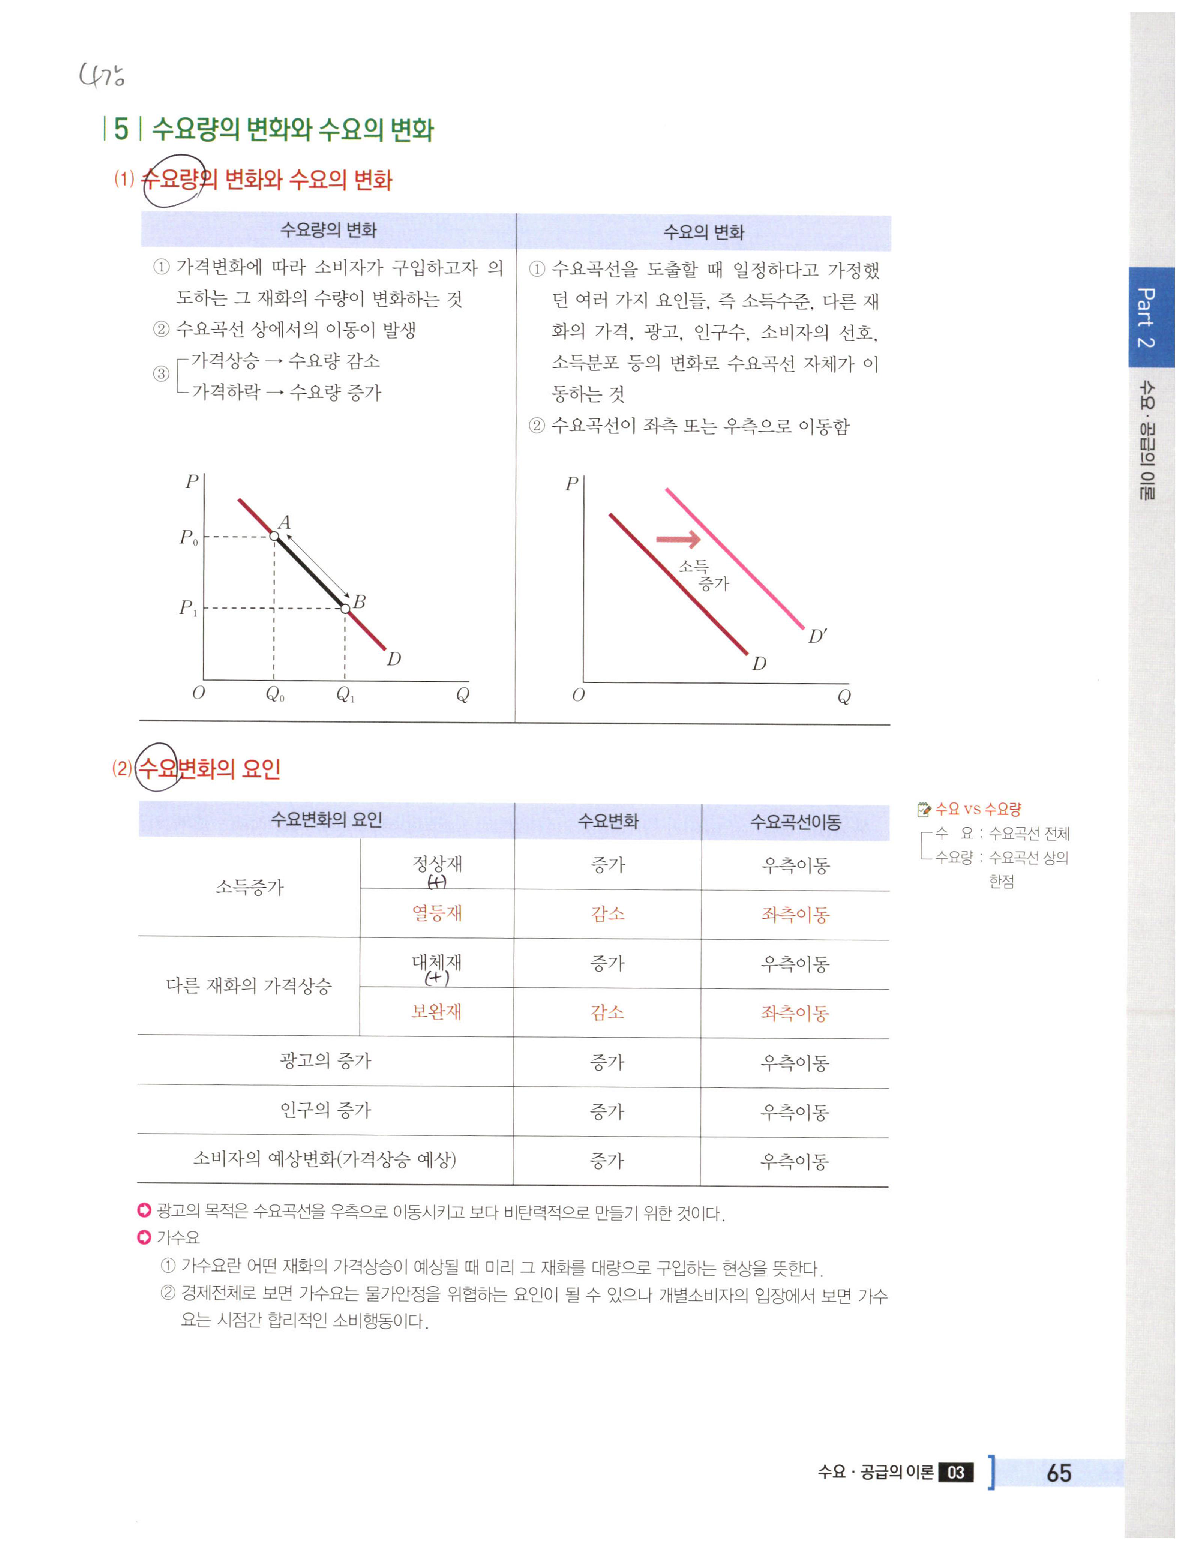 4강
|5| 수요량의 변화와 수요의 변화
(1) 수요량의 변화와 수요의 변화
수요량의 변화
수요의 변화
① 가격변화에 따라 소비자가 구입하고자 의
도하는 그 재화의 수량이 변화하는 것
② 수요곡선 상에서의 이동이 발생
③ 가격상승 → 수요량 감소
가격하락 → 수요량 증가
① 수요곡선을 도출할 때 일정하다고 가정했
던 여러 가지 요인들, 즉 소득수준, 다른 재
화의 가격, 광고, 인구수, 소비자의 선호,
소득분포 등의 변화로 수요곡선 자체가 이
동하는 것
② 수요곡선이 좌측 또는 우측으로 이동함
P
P₀
A
P₁
B
D
O Q₀ Q₁ Q
P
소득
증가
D′
D
O Q
(2) 수요변화의 요인
수요변화의 요인 수요변화 수요곡선이동
소득증가 정상재 증가 우측이동
(+)
열등재 감소 좌측이동
다른 재화의 가격상승 대체재 증가 우측이동
(+)
보완재 감소 좌측이동
광고의 증가 증가 우측이동
인구의 증가 증가 우측이동
소비자의 예상변화(가격상승 예상) 증가 우측이동
수요 vs 수요량
수 요 : 수요곡선 전체
수요량 : 수요곡선 상의
한점
광고의 목적은 수요곡선을 우측으로 이동시키고 보다 비탄력적으로 만들기 위한 것이다.
가수요
① 가수요란 어떤 재화의 가격상승이 예상될 때 미리 그 재화를 대량으로 구입하는 현상을 뜻한다.
② 경제전체로 보면 가수요는 물가안정을 위협하는 요인이 될 수 있으나 개별소비자의 입장에서 보면 가수
요는 시점간 합리적인 소비행동이다.
Part 2
수요·공급의 이론
수요·공급의 이론 03
65